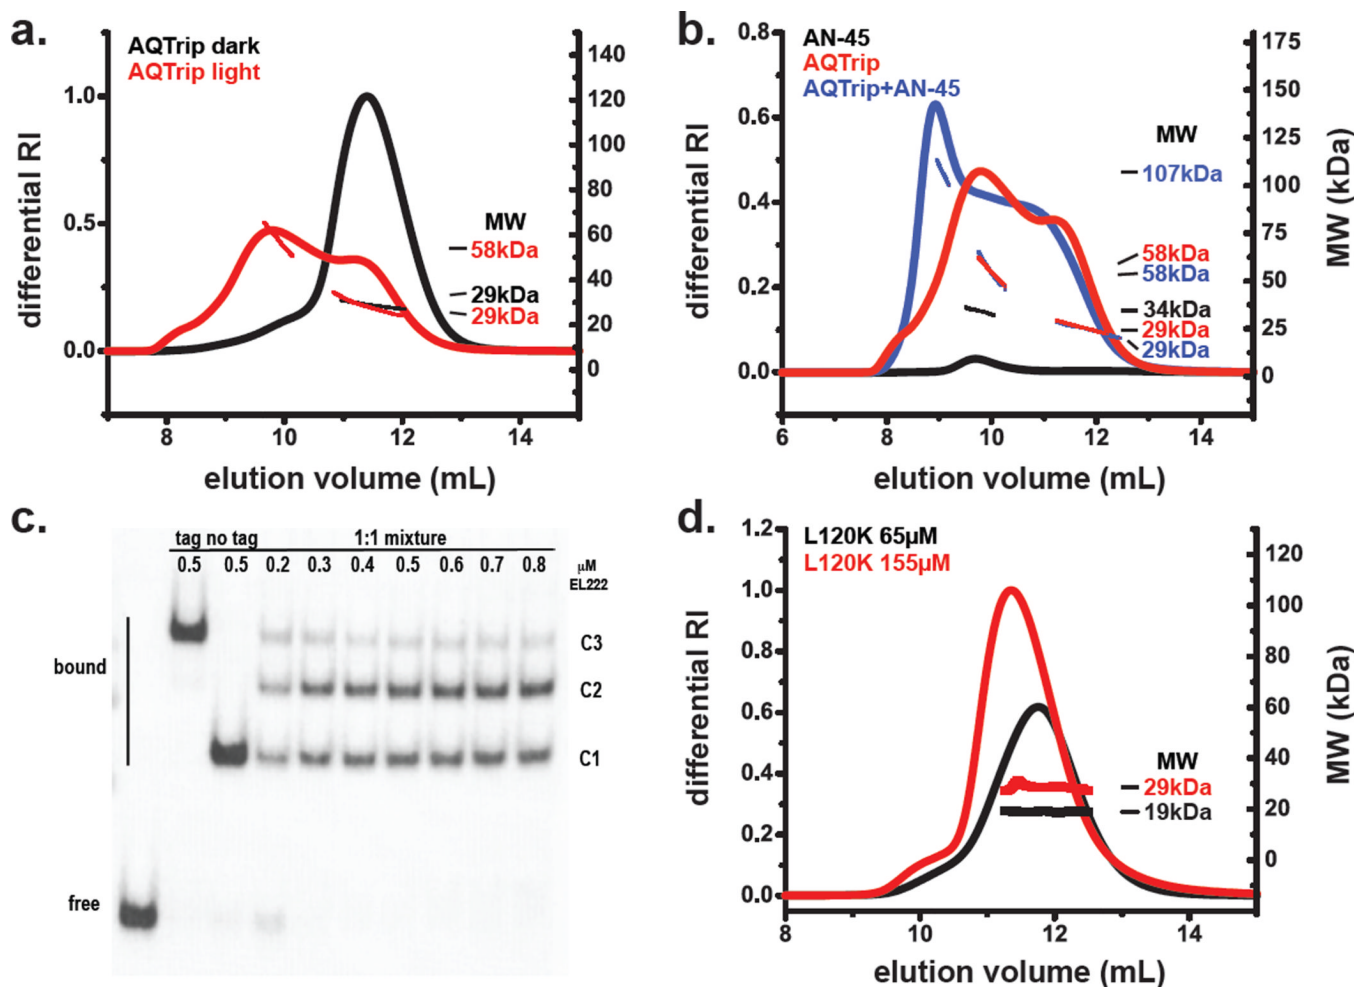 a.
AQTrip dark
AQTrip light
differential RI
1.0
0.5
0.0
140
120
100
80
60
40
20
0
MW
58kDa
29kDa
29kDa
8 10 12 14
elution volume (mL)
b.
AN-45
AQTrip
AQTrip+AN-45
differential RI
0.8
0.6
0.4
0.2
0.0
175
150
125
100
75
50
25
0
MW (kDa)
MW
107kDa
58kDa
58kDa
34kDa
29kDa
29kDa
6 8 10 12 14
elution volume (mL)
c.
tag no tag 1:1 mixture
0.5 0.5 0.2 0.3 0.4 0.5 0.6 0.7 0.8 µM
EL222
bound
free
C3
C2
C1
d.
L120K 65µM
L120K 155µM
differential RI
1.2
1.0
0.8
0.6
0.4
0.2
0.0
120
100
80
60
40
20
0
MW (kDa)
MW
29kDa
19kDa
8 10 12 14
elution volume (mL)